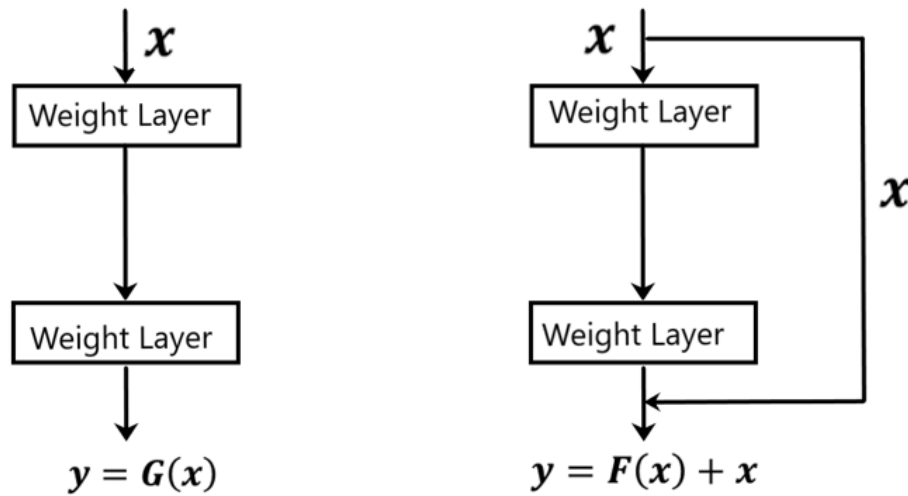 x
Weight Layer
Weight Layer
y = G(x)
x
Weight Layer
x
Weight Layer
y = F(x) + x